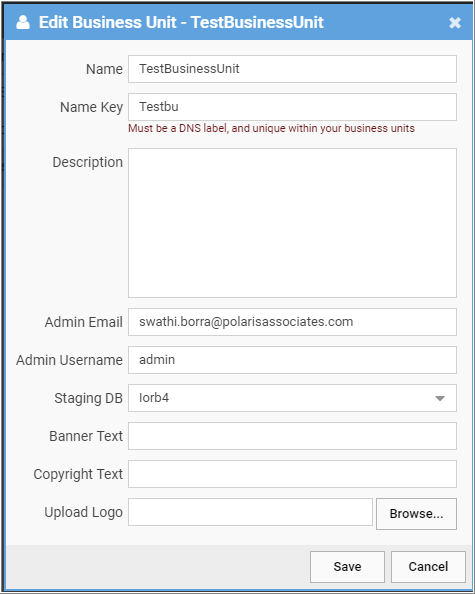 Edit Business Unit - TestBusinessUnit
Name TestBusinessUnit
Name Key Testbu
Must be a DNS label, and unique within your business units
Description
Admin Email swathi.borra@polarisassociates.com
Admin Username admin
Staging DB Iorb4
Banner Text
Copyright Text
Upload Logo Browse...
Save Cancel